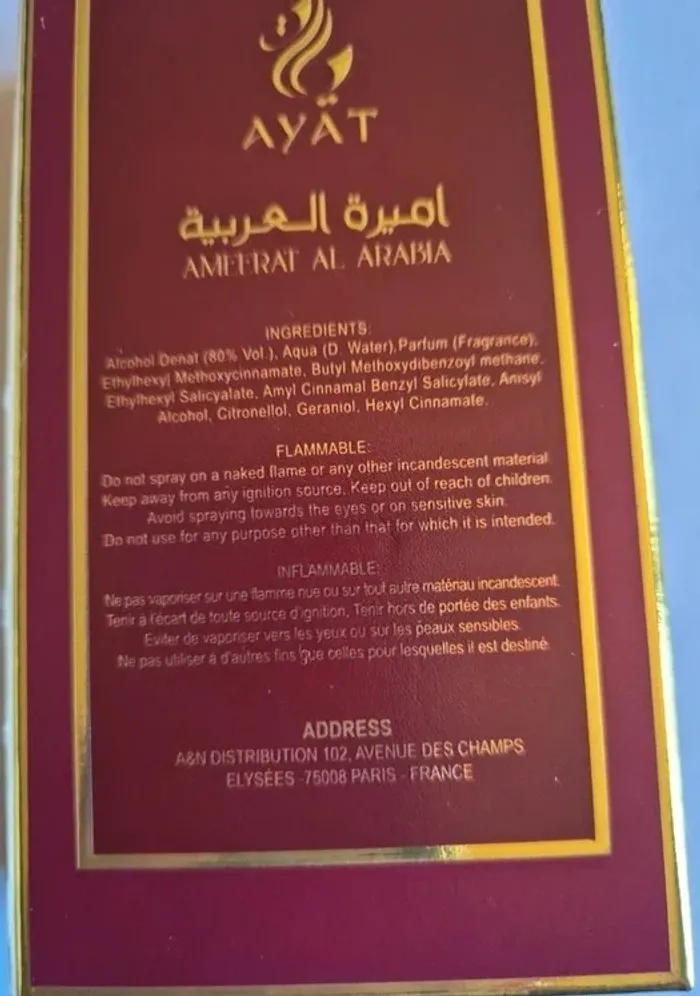 AYÄT
اميرة العربية
AMEERAT AL ARABIA
INGREDIENTS:
Alcohol Denat (80% Vol.), Aqua (D. Water), Parfum (Fragrance),
Ethylhexyl Methoxycinnamate, Butyl Methoxydibenzoyl methane,
Ethylhexyl Salicyalate, Amyl Cinnamal Benzyl Salicylate, Anisyl
Alcohol, Citronellol, Geraniol, Hexyl Cinnamate.
FLAMMABLE:
Do not spray on a naked flame or any other incandescent material
Keep away from any ignition source. Keep out of reach of children.
Avoid spraying towards the eyes or on sensitive skin.
Do not use for any purpose other than that for which it is intended.
INFLAMMABLE:
Ne pas vaporiser sur une flamme nue ou sur tout autre matériau incandescent.
Tenir à l'écart de toute source d'ignition, Tenir hors de portée des enfants.
Eviter de vaporiser vers les yeux ou sur les peaux sensibles.
Ne pas utiliser à d'autres fins que celles pour lesquelles il est destiné.
ADDRESS
A&N DISTRIBUTION 102, AVENUE DES CHAMPS
ELYSÉES -75008 PARIS - FRANCE